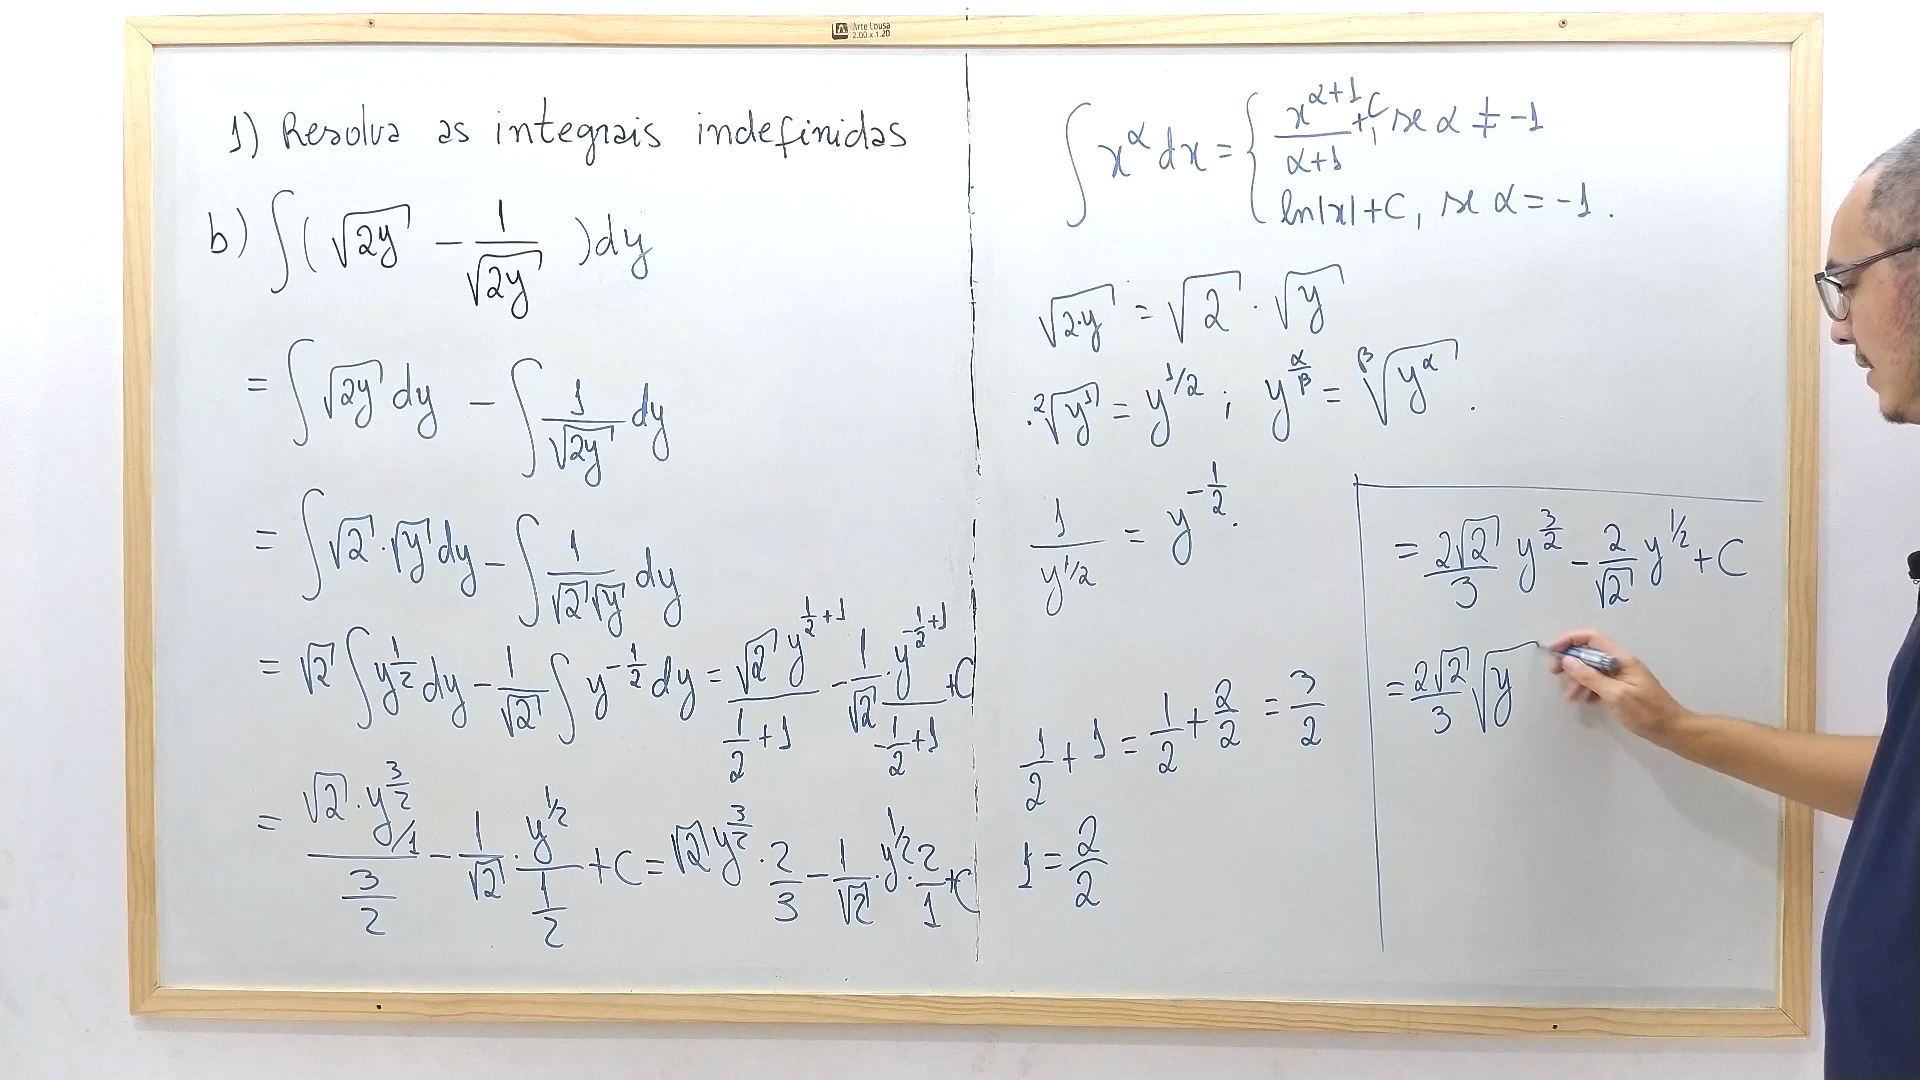 Arte Lousa
2.00 x 1.20
1) Resolva as integrais indefinidas
b) ∫(√(2y) - 1/√(2y))dy
= ∫√(2y) dy - ∫1/√(2y) dy
= ∫√2·√y dy - ∫1/(√2√y) dy
= √2∫y^(1/2) dy - 1/√2 ∫y^(-1/2) dy = √2 y^(1/2+1)/(1/2+1) - 1/√2 · y^(-1/2+1)/(-1/2+1) + C
= (√2·y^(3/2)/1)/(3/2) - 1/√2 · y^(1/2)/(1/2) + C = √2 y^(3/2) · 2/3 - 1/√2 · y^(1/2) · 2/1 + C
∫x^α dx = { x^(α+1)/(α+1) + C, se α ≠ -1
ln|x| + C, se α = -1.
√(2·y) = √2 · √y
·²√(y¹) = y^(1/2) ; y^(α/β) = β√(y^α).
1/y^(1/2) = y^(-1/2).
1/2 + 1 = 1/2 + 2/2 = 3/2
1 = 2/2
= 2√2/3 y^(3/2) - 2/√2 y^(1/2) + C
= 2√2/3 √y